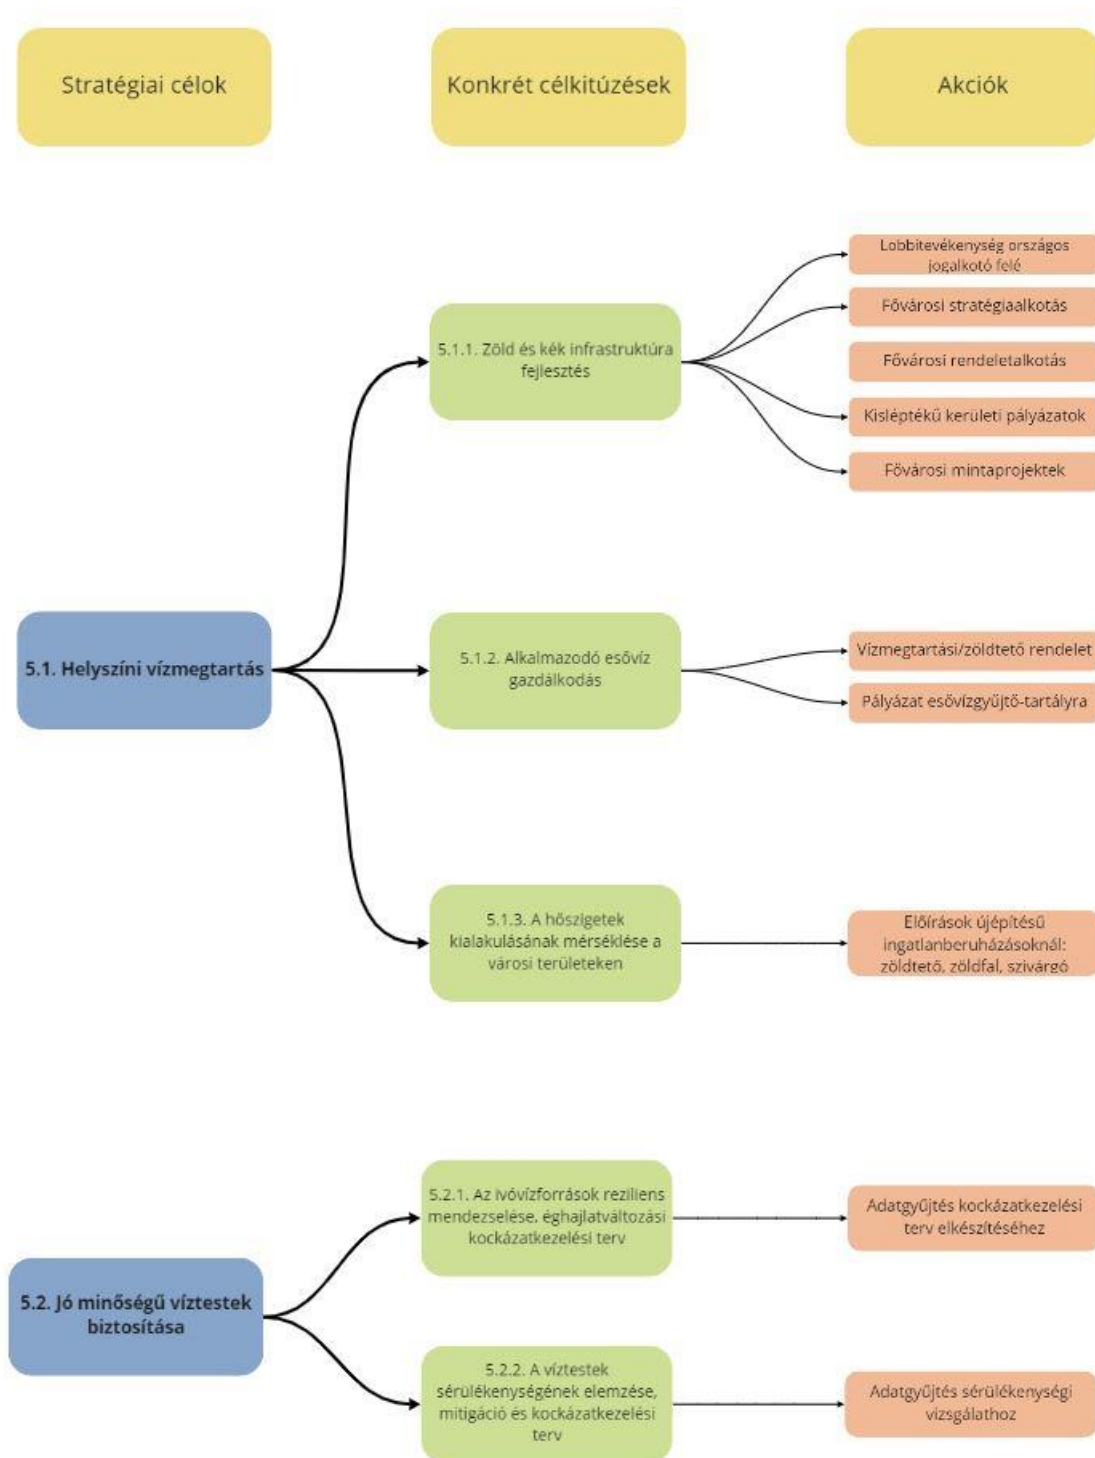 Stratégiai célok
Konkrét célkitúzések
Akciók
Lobbitevékenység országos
jogalkotó felé
Fővárosi stratégiaalkotás
5.1.1. Zöld és kék infrastruktúra
fejlesztés
Fővárosi rendeletalkotás
Kisléptékű kerületi pályázatok
Fővárosi mintaprojektek
5.1. Helyszíni vízmegtartás
5.1.2. Alkalmazodó esővíz
gazdálkodás
Vízmegtartási/zöldtető rendelet
Pályázat esővízgyűjtő-tartályra
5.1.3. A hőszigetek
kialakulásának mérséklése a
városi területeken
Előírások újépítésű
ingatlanberuházásoknál:
zöldtető, zöldfal, szivárgó
5.2. Jó minőségű víztestek
biztosítása
5.2.1. Az ivóvízforrások reziliens
mendezselése, éghajlatváltozási
kockázatkezelési terv
Adatgyűjtés kockázatkezelési
terv elkészítéséhez
5.2.2. A víztestek
sérülékenységének elemzése,
mitigáció és kockázatkezelési
terv
Adatgyűjtés sérülékenységi
vizsgálathoz